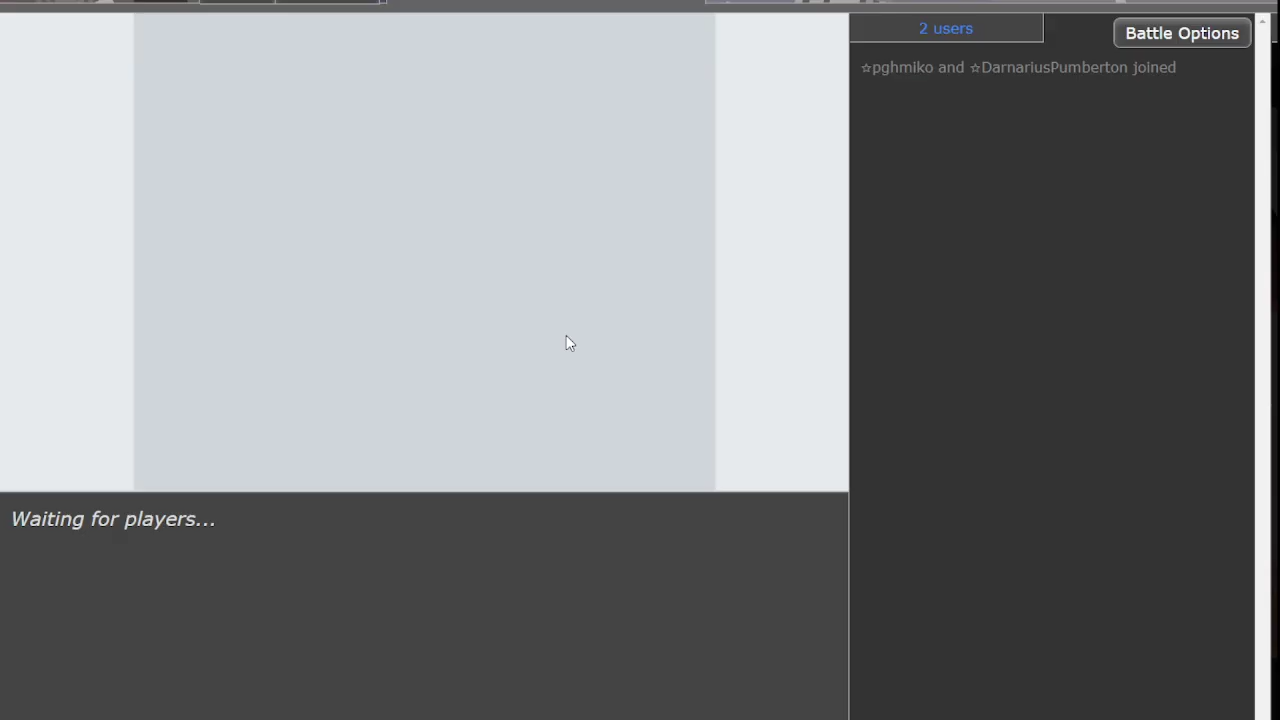 2 users
Battle Options
☆pghmiko and ☆DarnariusPumberton joined
Waiting for players...